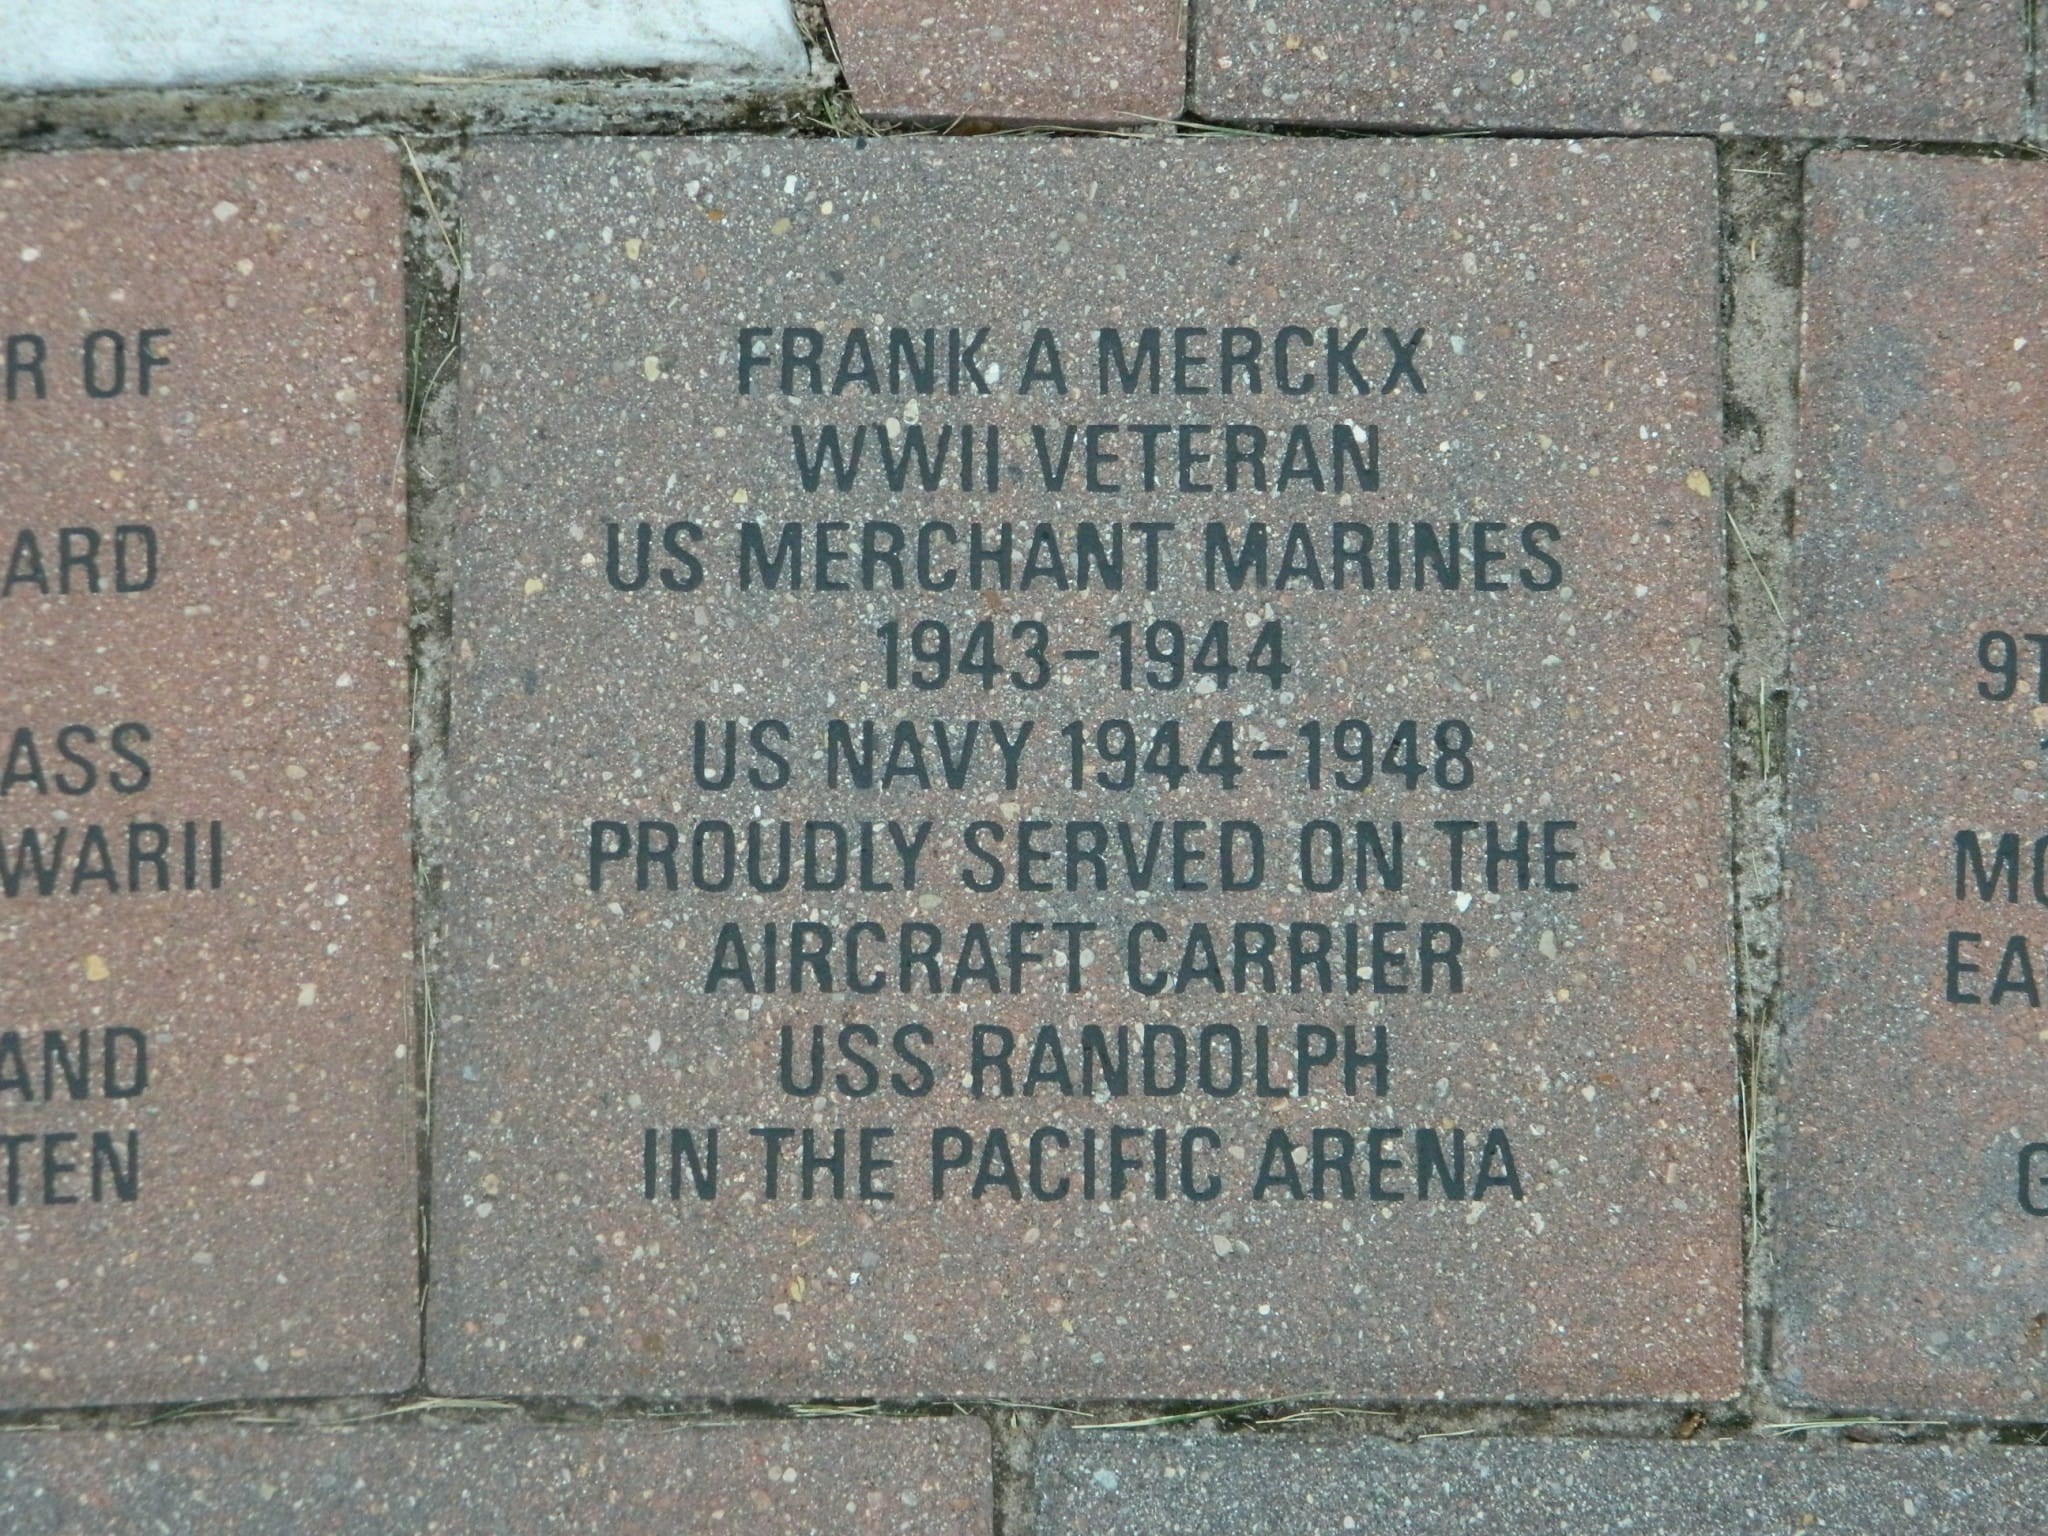 R OF
ARD
ASS
WARII
AND
TEN
FRANK A MERCKX
WWII VETERAN
US MERCHANT MARINES
1943-1944
US NAVY 1944-1948
PROUDLY SERVED ON THE
AIRCRAFT CARRIER
USS RANDOLPH
IN THE PACIFIC ARENA
9T
MO
EA
G